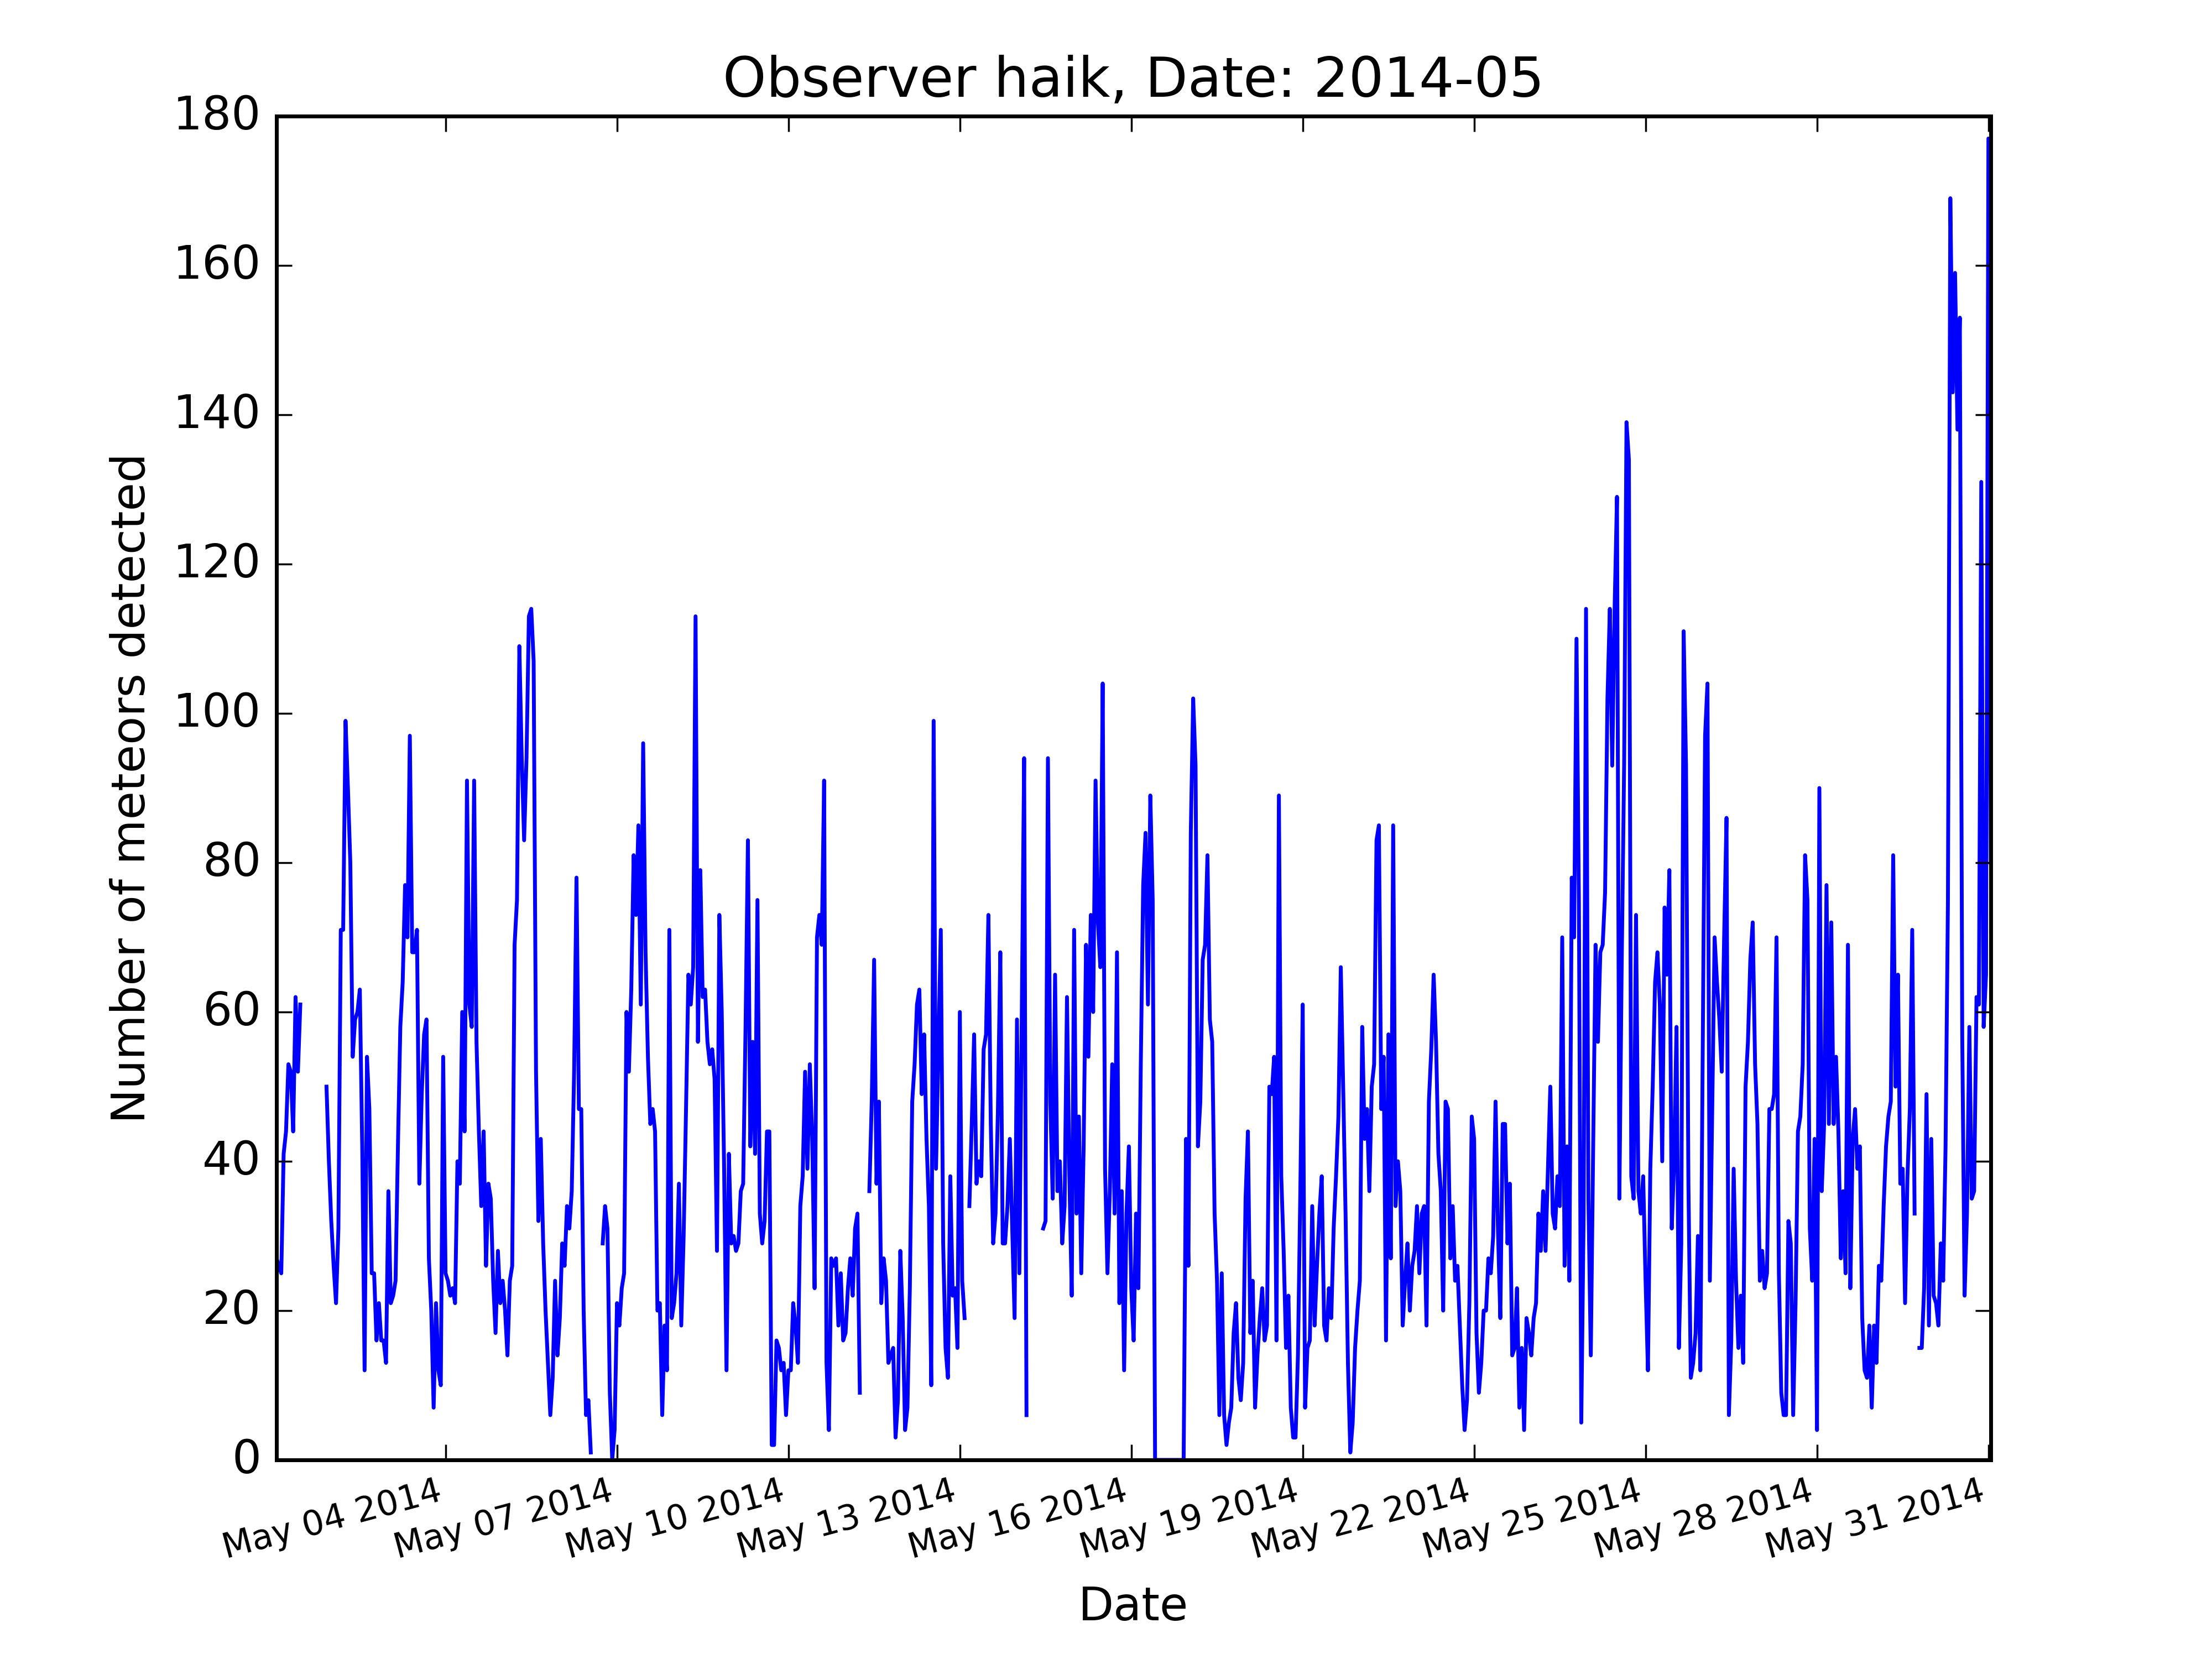 Observer haik, Date: 2014-05
180
160
140
120
100
80
60
40
20
0
Number of meteors detected
May 04 2014
May 07 2014
May 10 2014
May 13 2014
May 16 2014
May 19 2014
May 22 2014
May 25 2014
May 28 2014
May 31 2014
Date